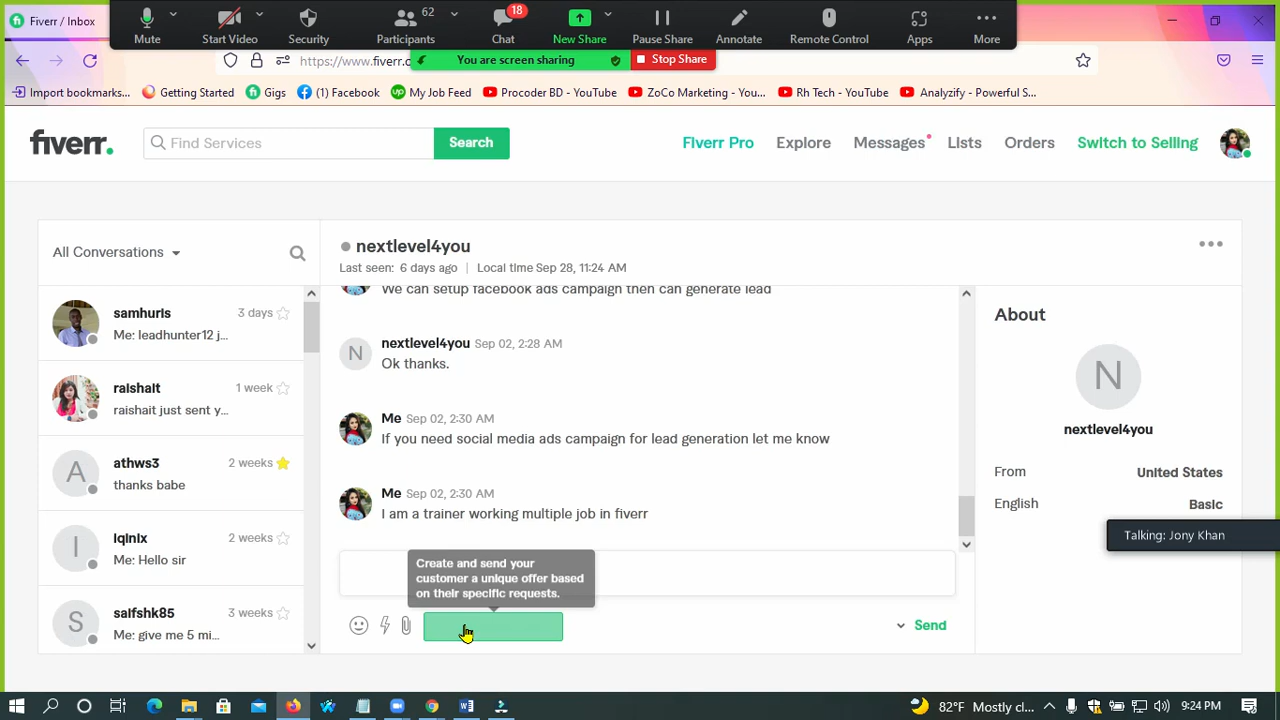 Fiverr / Inbox
Mute
Start Video
Security
62
Participants
18
Chat
New Share
Pause Share
Annotate
Remote Control
Apps
More
You are screen sharing
Stop Share
https://www.fiverr.c
Import bookmarks...
Getting Started
Gigs
(1) Facebook
My Job Feed
Procoder BD - YouTube
ZoCo Marketing - You...
Rh Tech - YouTube
Analyzify - Powerful S...
fiverr.
Find Services
Search
Fiverr Pro
Explore
Messages
Lists
Orders
Switch to Selling
All Conversations
nextlevel4you
Last seen: 6 days ago | Local time Sep 28, 11:24 AM
samhuris
3 days
Me: leadhunter12 j...
raishait
1 week
raishait just sent y...
A
athws3
2 weeks
thanks babe
I
iqinix
2 weeks
Me: Hello sir
S
saifshk85
3 weeks
Me: give me 5 mi...
We can setup facebook ads campaign then can generate lead
N
nextlevel4you Sep 02, 2:28 AM
Ok thanks.
Me Sep 02, 2:30 AM
If you need social media ads campaign for lead generation let me know
Me Sep 02, 2:30 AM
I am a trainer working multiple job in fiverr
Create and send your
customer a unique offer based
on their specific requests.
Send
About
N
nextlevel4you
From
United States
English
Basic
Talking: Jony Khan
82°F Mostly cl...
9:24 PM